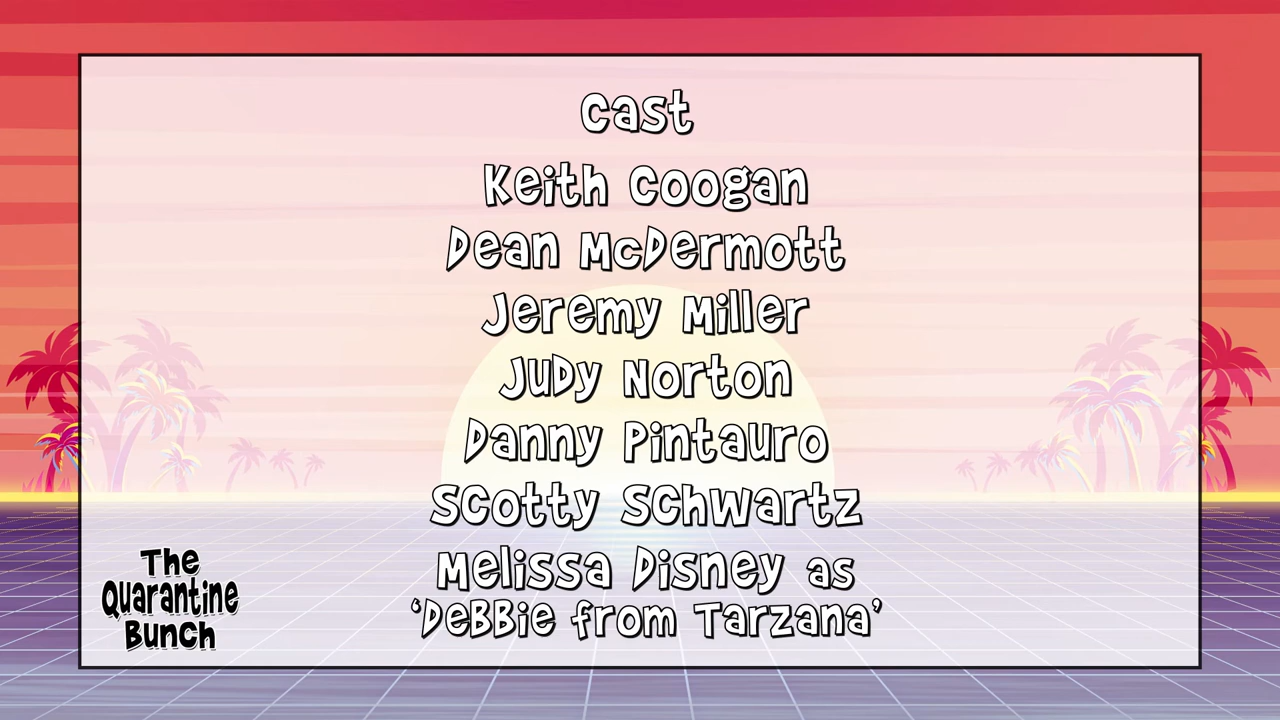 Cast
Keith Coogan
Dean McDermott
Jeremy Miller
Judy Norton
Danny Pintauro
Scotty Schwartz
Melissa Disney as
‘Debbie from Tarzana’
The
Quarantine
Bunch